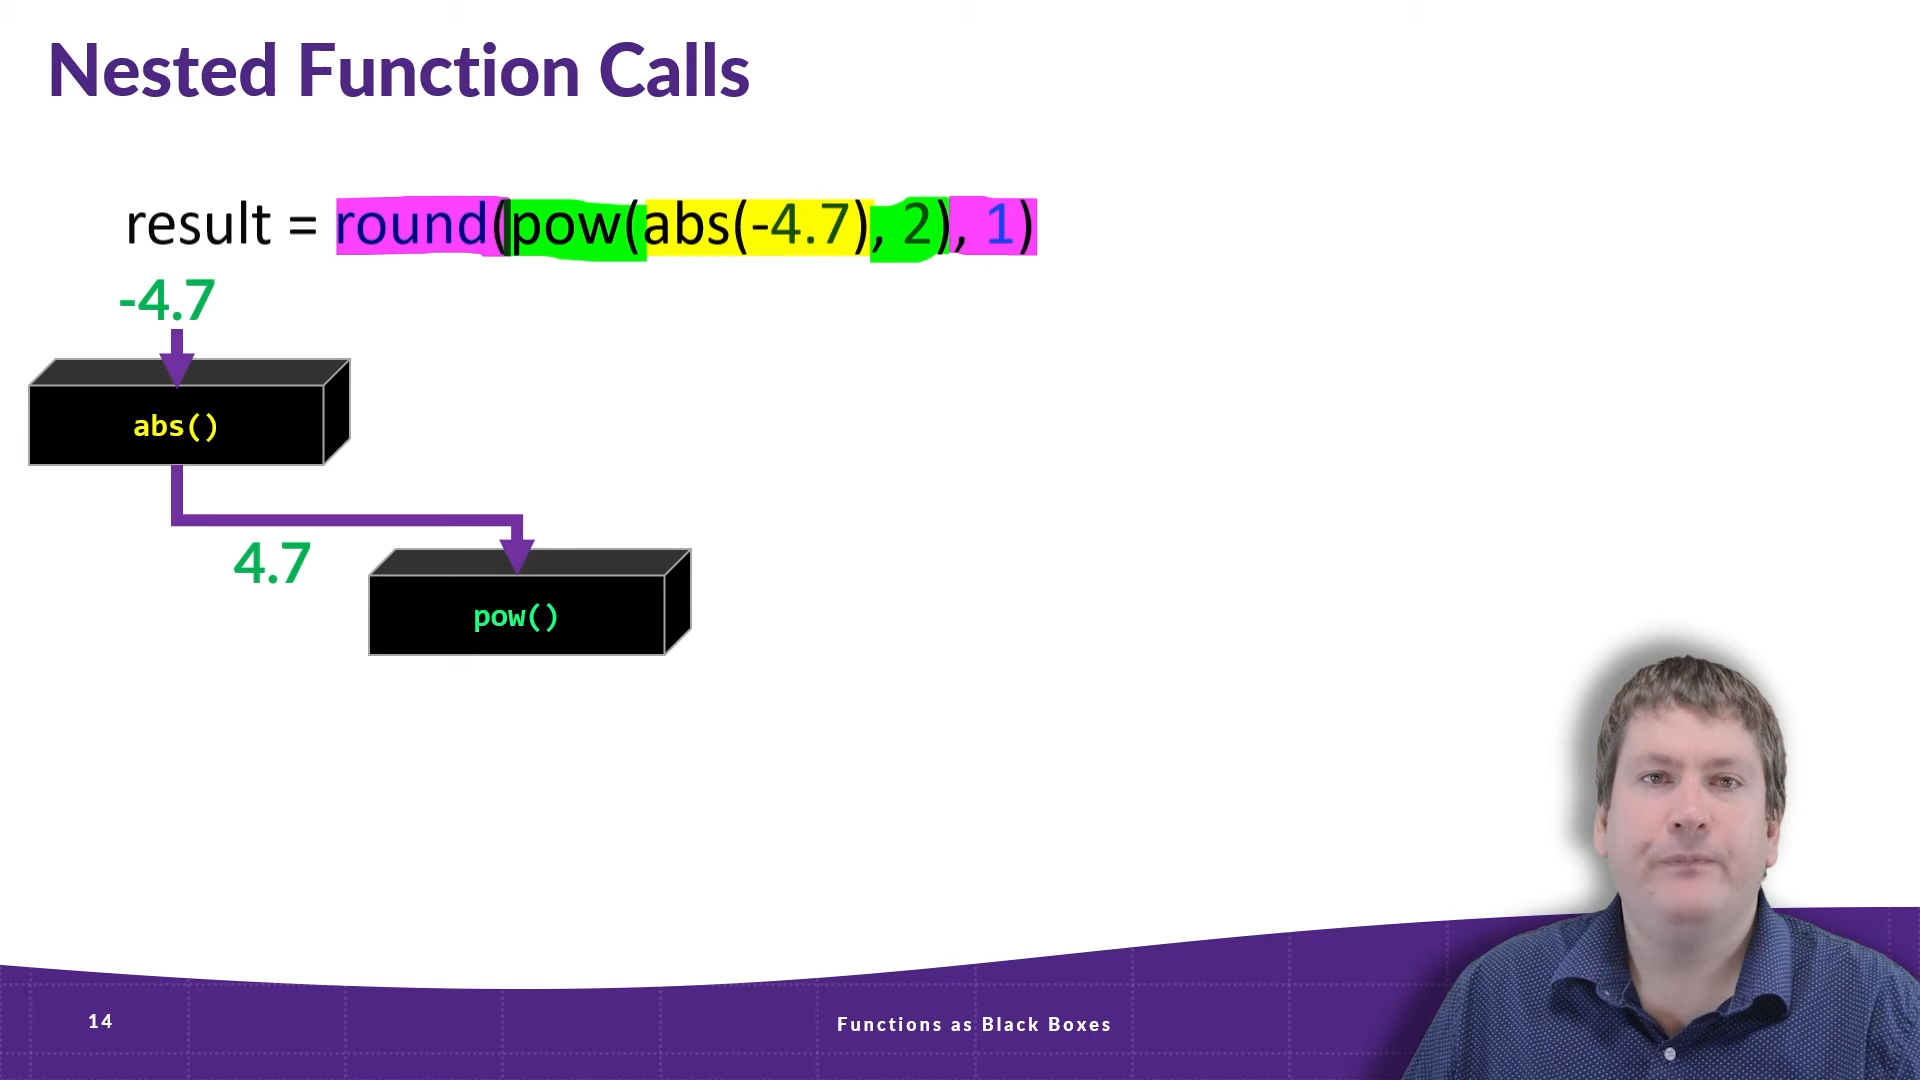 Nested Function Calls
result = round(pow(abs(-4.7), 2), 1)
-4.7
abs()
4.7
pow()
14
Functions as Black Boxes